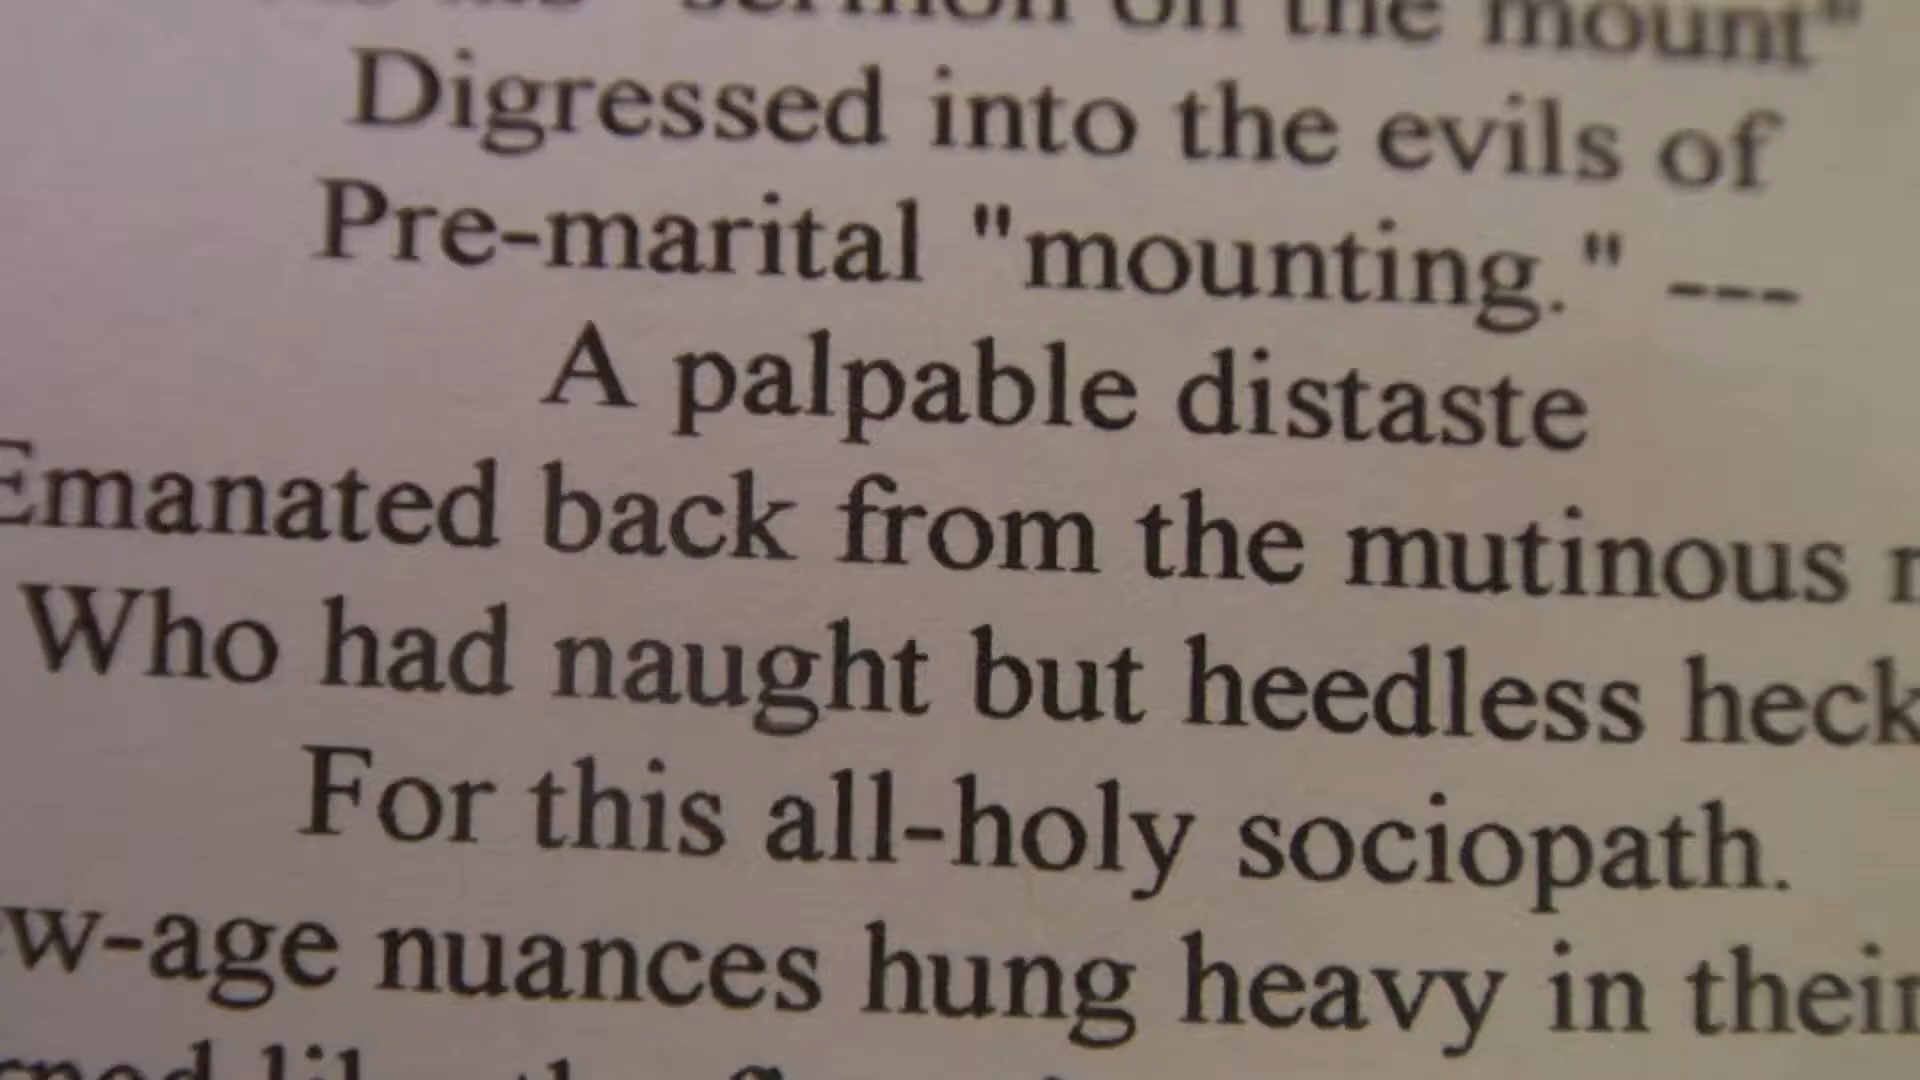 "sermon on the mount"
Digressed into the evils of
Pre-marital "mounting." ---
A palpable distaste
Emanated back from the mutinous
Who had naught but heedless heck
For this all-holy sociopath.
w-age nuances hung heavy in their